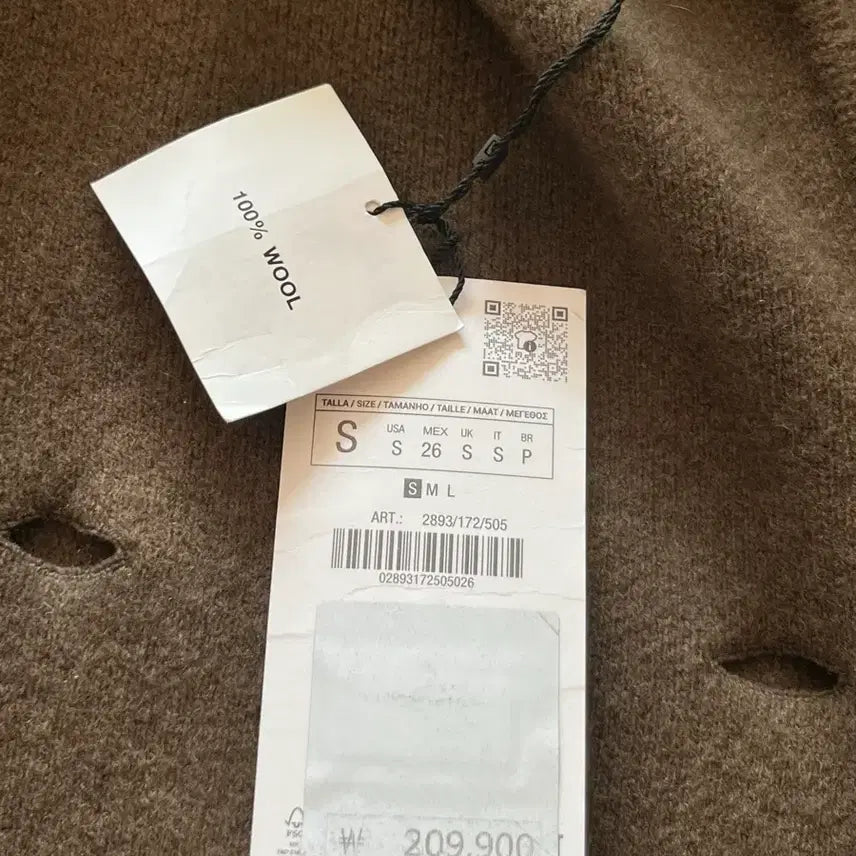 100% WOOL
TALLA / SIZE / TAMANHO / TAILLE / MAAT / ΜΕΓΕΘΟΣ
S
USA MEX UK IT BR
S 26 S S P
S M L
ART.: 2893/172/505
02893172505026
FSC
₩ 209,900